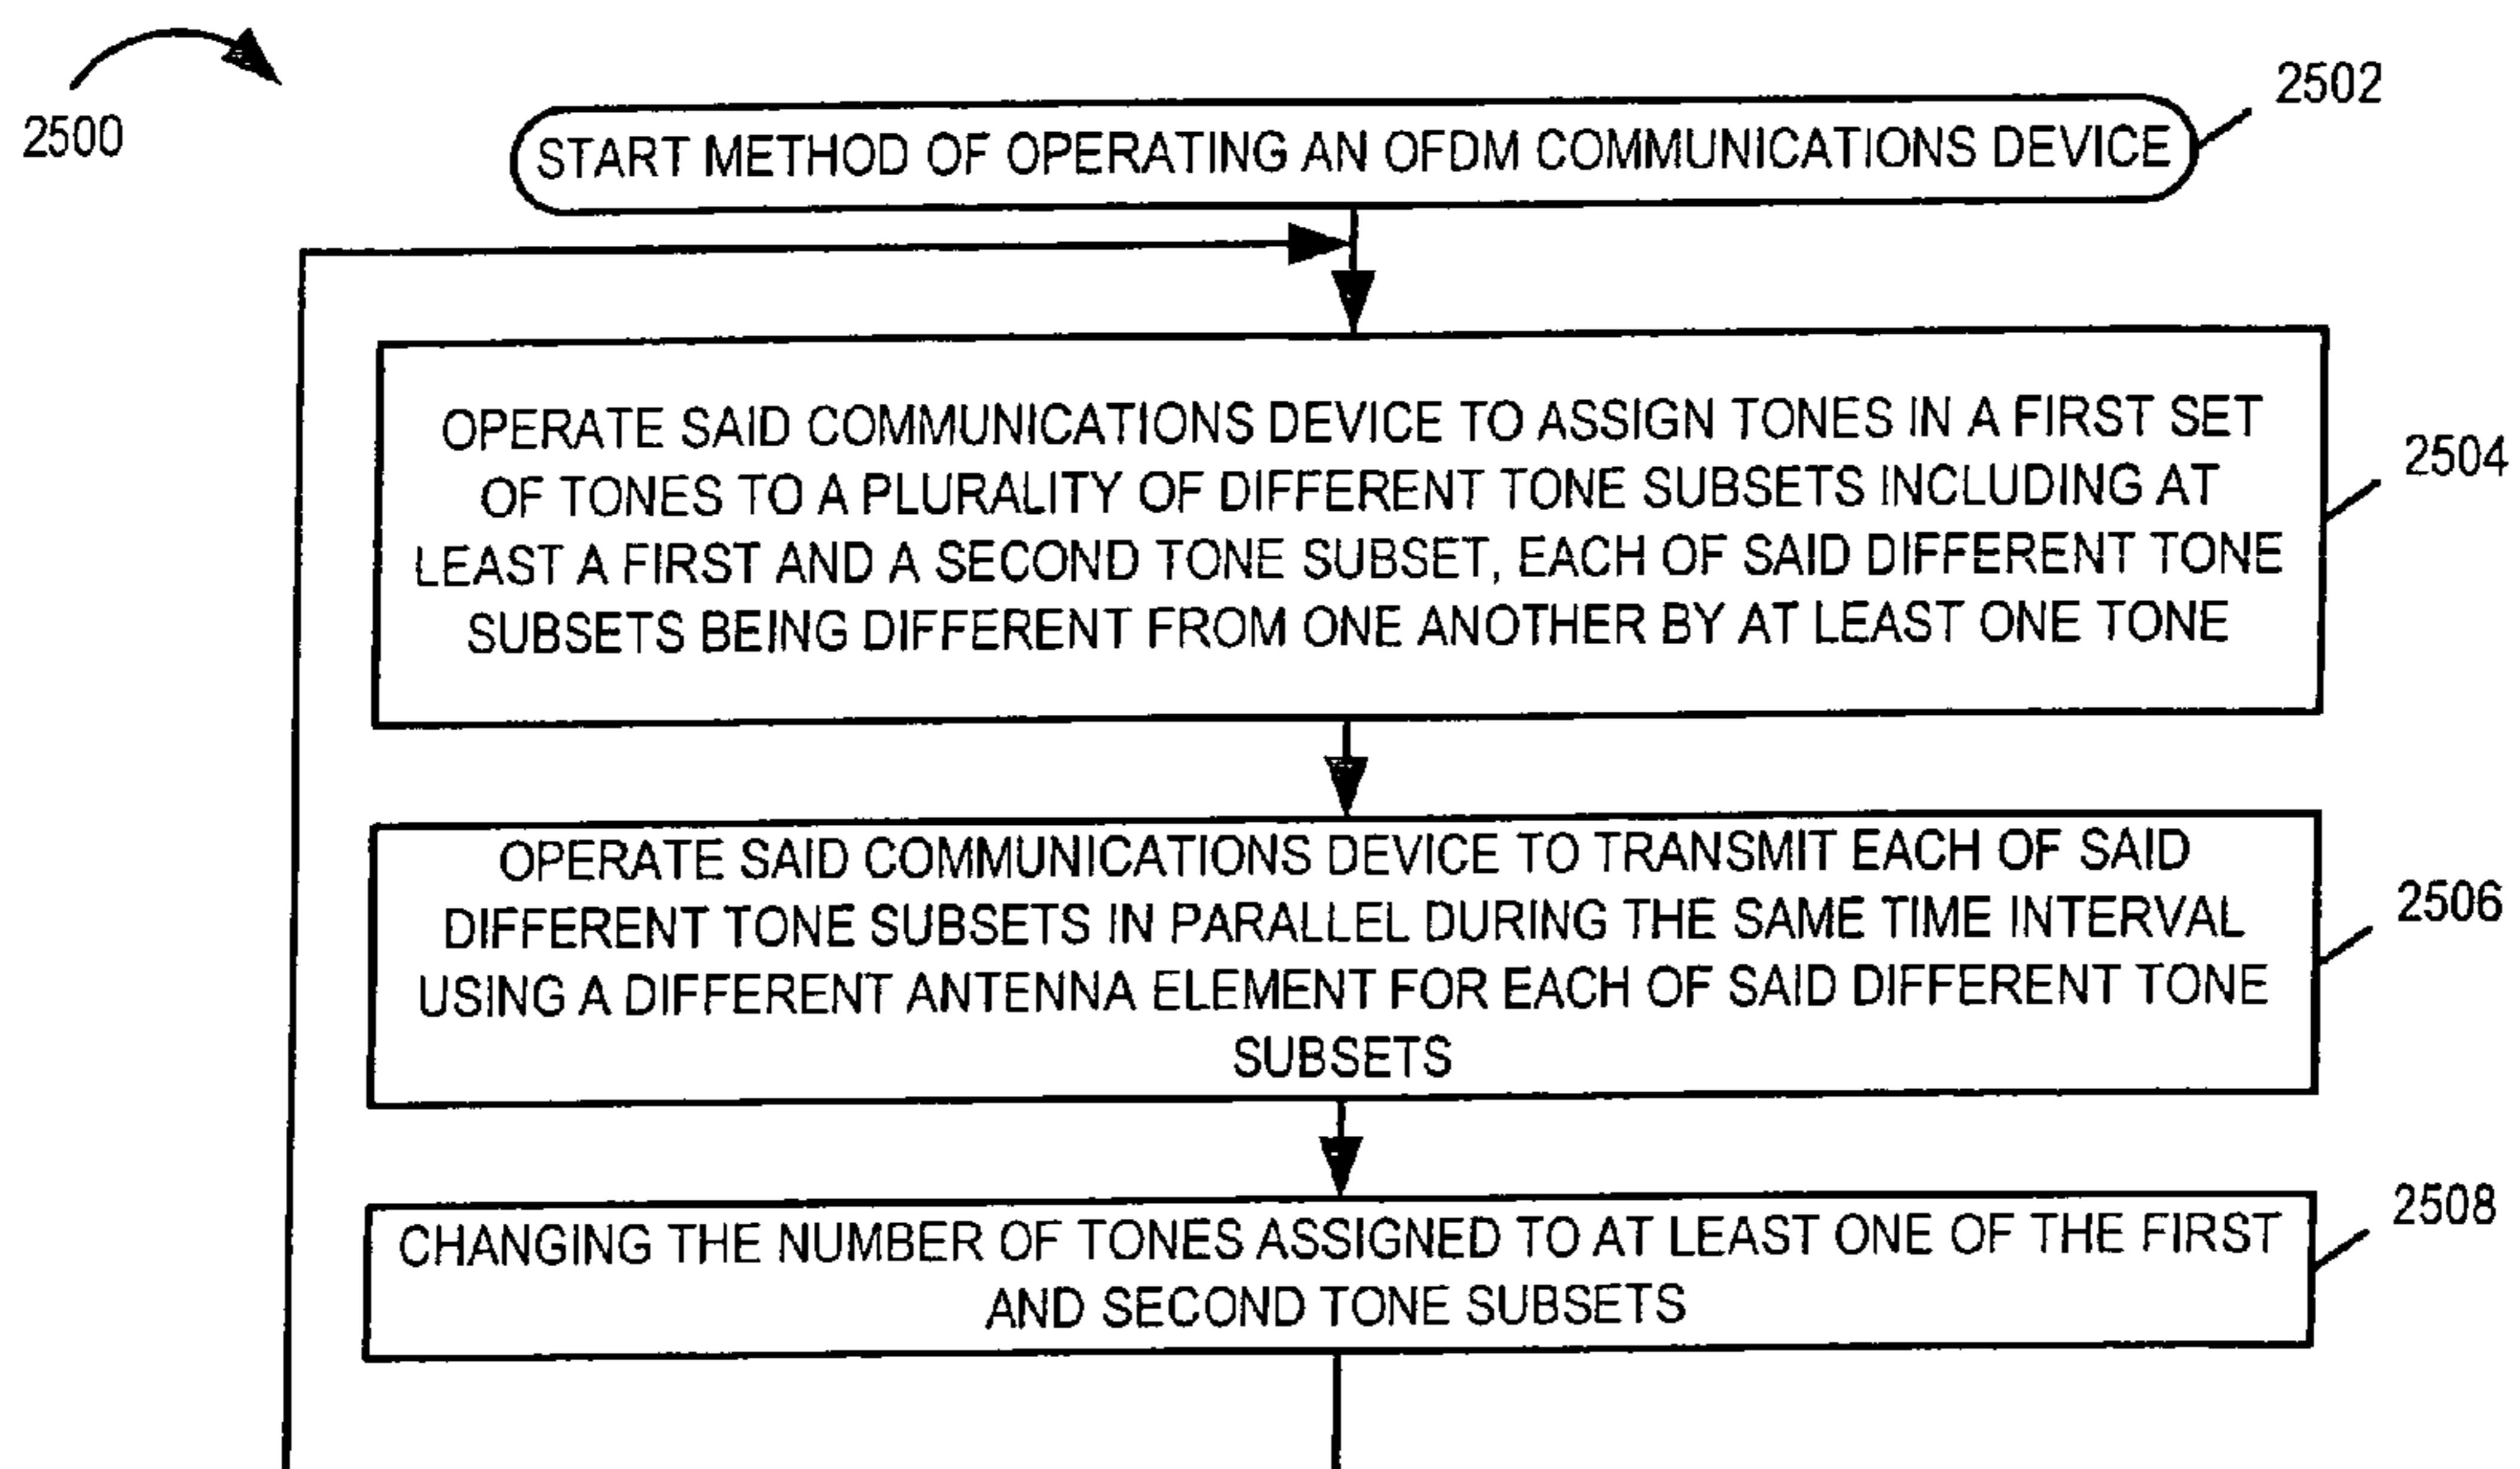 2500
2502
START METHOD OF OPERATING AN OFDM COMMUNICATIONS DEVICE
OPERATE SAID COMMUNICATIONS DEVICE TO ASSIGN TONES IN A FIRST SET
OF TONES TO A PLURALITY OF DIFFERENT TONE SUBSETS INCLUDING AT
LEAST A FIRST AND A SECOND TONE SUBSET, EACH OF SAID DIFFERENT TONE
SUBSETS BEING DIFFERENT FROM ONE ANOTHER BY AT LEAST ONE TONE
2504
OPERATE SAID COMMUNICATIONS DEVICE TO TRANSMIT EACH OF SAID
DIFFERENT TONE SUBSETS IN PARALLEL DURING THE SAME TIME INTERVAL
USING A DIFFERENT ANTENNA ELEMENT FOR EACH OF SAID DIFFERENT TONE
SUBSETS
2506
CHANGING THE NUMBER OF TONES ASSIGNED TO AT LEAST ONE OF THE FIRST
AND SECOND TONE SUBSETS
2508